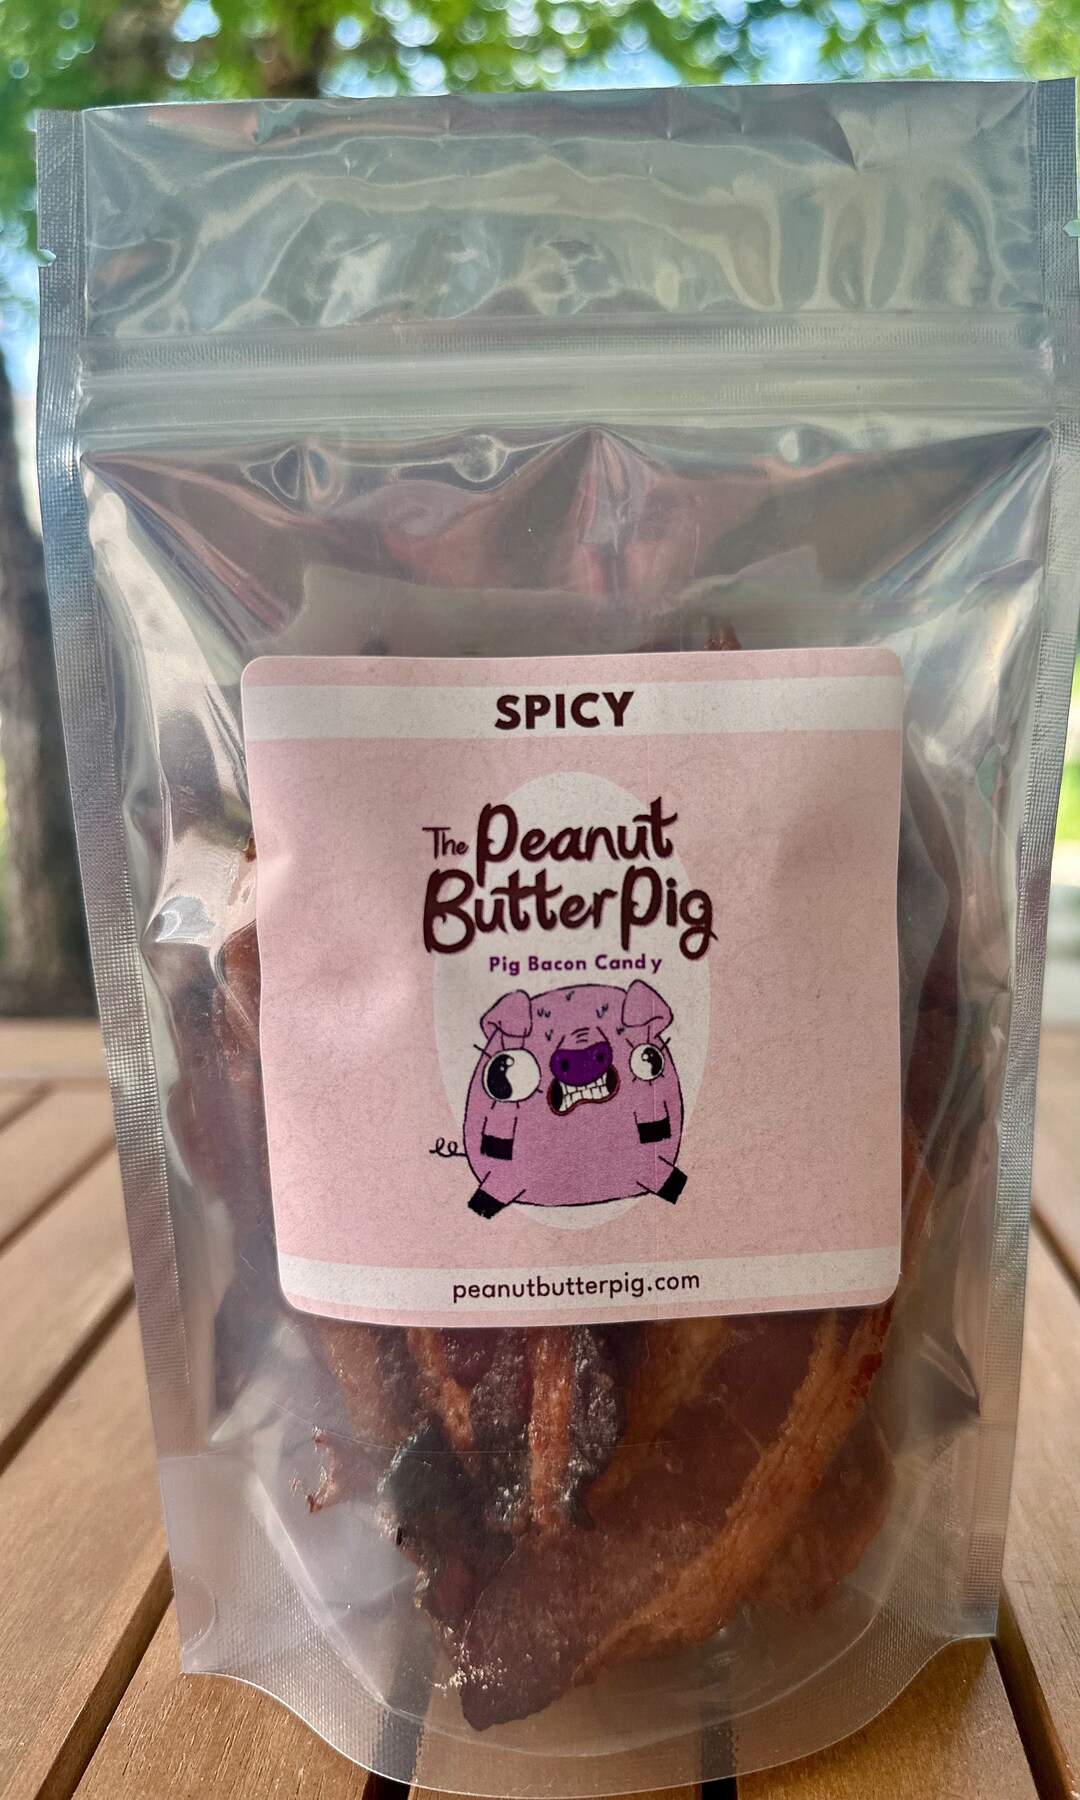 SPICY
The Peanut
Butter Pig
Pig Bacon Candy
peanutbutterpig.com